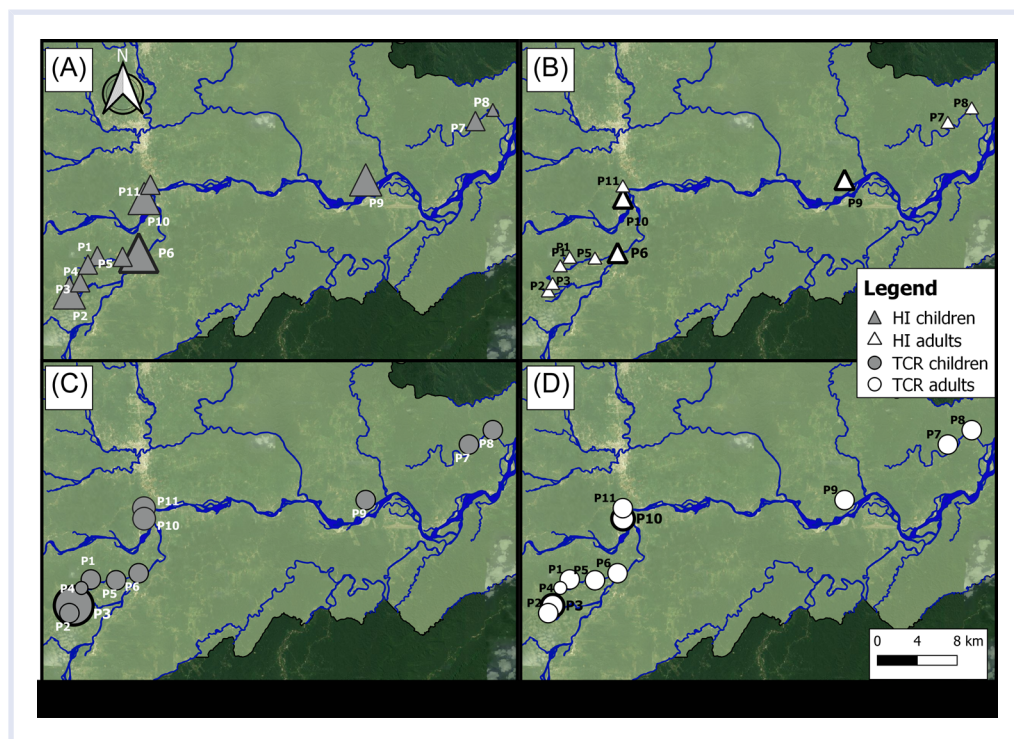 (A)
N
P8
P7
P11
P9
P10
P1
P6
P5
P4
P3
P2
(B)
P8
P7
P11
P9
P10
P1
P5
P6
P2
P3
Legend
HI children
HI adults
TCR children
TCR adults
(C)
P7
P8
P11
P9
P10
P1
P4
P5
P6
P3
P2
(D)
P8
P7
P11
P9
P10
P1
P5
P6
P4
P2
P3
0 4 8 km